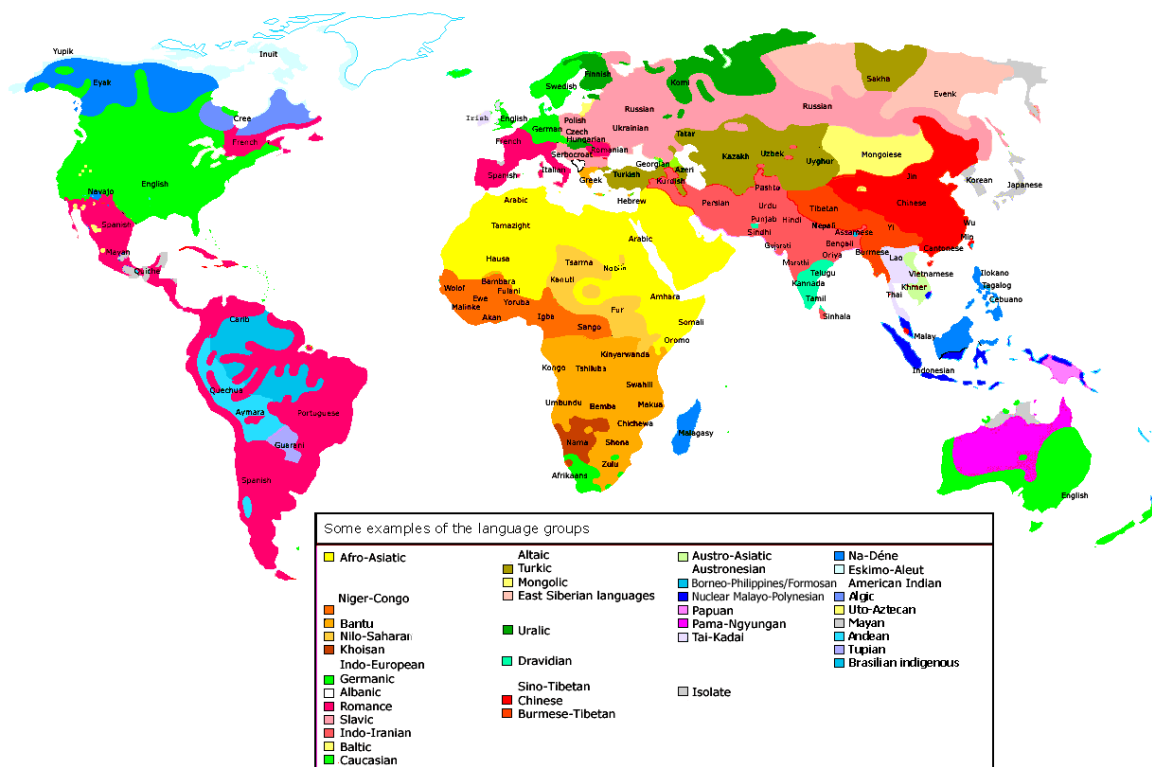 Yupik
Inuit
Eyak
Cree
French
English
Navajo
Spanish
Mayan
Quiche
Carib
Quechua
Aymara
Portuguese
Guarani
Spanish
Irish
English
Swedish
Finnish
Komi
Sakha
Evenk
Russian
Russian
German
Polish
Czech
Ukrainian
Hungarian
French
Romanian
Serbocroat
Italian
Spanish
Greek
Turkish
Georgian
Azeri
Kurdish
Tatar
Kazakh
Uzbek
Uyghur
Mongolese
Jin
Korean
Japanese
Chinese
Wu
Min
Cantonese
Persian
Pashto
Urdu
Punjab
Hindi
Sindhi
Gujarati
Marathi
Tibetan
Nepali
Assamese
Bengali
Oriya
Yi
Burmese
Lao
Vietnamese
Khmer
Thai
Telugu
Kannada
Tamil
Sinhala
Ilokano
Tagalog
Cebuano
Malay
Indonesian
Arabic
Hebrew
Tamazight
Arabic
Hausa
Tsamna
Nobiin
Kanuti
Bambara
Wolof
Fulani
Ewe
Malinke
Yoruba
Akan
Igbo
Sango
Fur
Amhara
Somali
Oromo
Kinyarwanda
Kongo
Tshiluba
Swahili
Umbundu
Bemba
Makua
Chichewa
Nama
Shona
Zulu
Afrikaans
Malagasy
English
Some examples of the language groups
Afro-Asiatic
Niger-Congo
Bantu
Nilo-Saharan
Khoisan
Indo-European
Germanic
Albanic
Romance
Slavic
Indo-Iranian
Baltic
Caucasian
Altaic
Turkic
Mongolic
East Siberian languages
Uralic
Dravidian
Sino-Tibetan
Chinese
Burmese-Tibetan
Austro-Asiatic
Austronesian
Borneo-Philippines/Formosan
Nuclear Malayo-Polynesian
Papuan
Pama-Ngyungan
Tai-Kadai
Isolate
Na-Déne
Eskimo-Aleut
American Indian
Algic
Uto-Aztecan
Mayan
Andean
Tupian
Brasilian indigenous